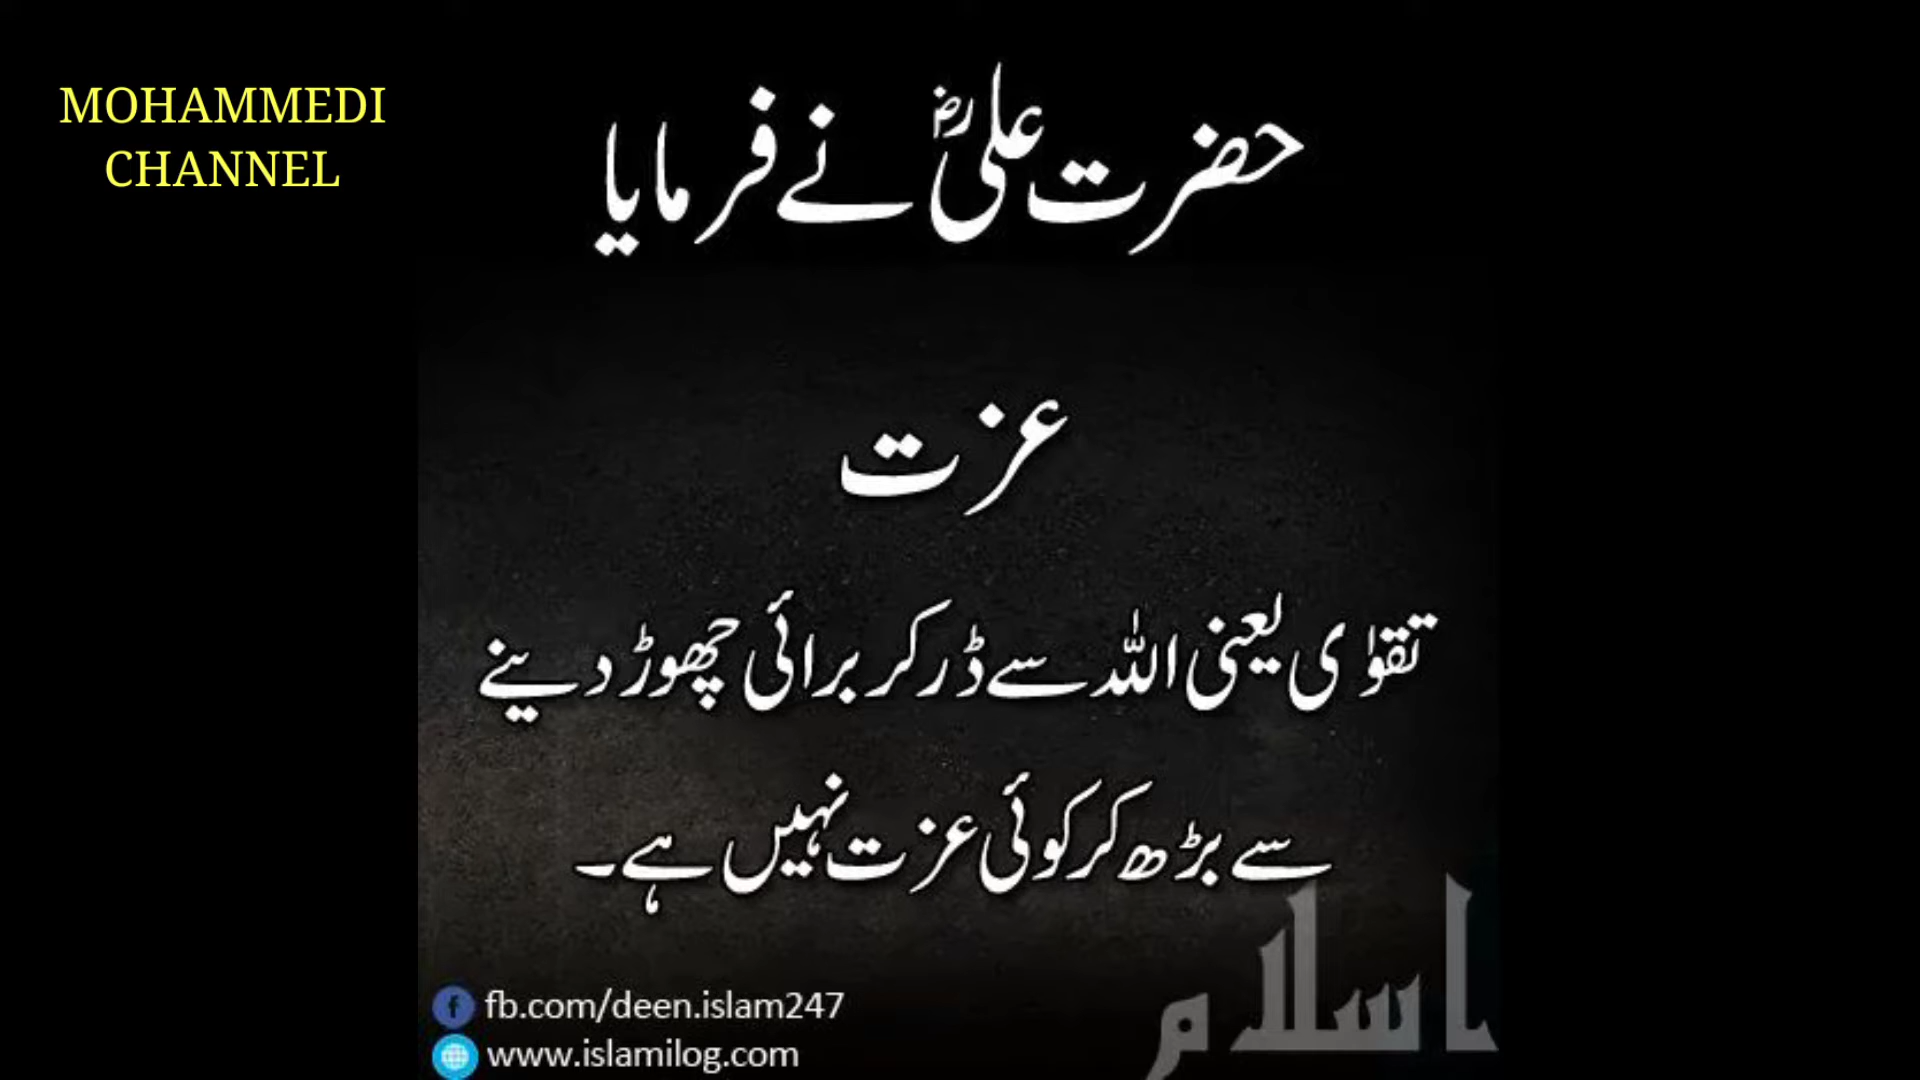 MOHAMMEDI
CHANNEL
حضرت علیؓ نے فرمایا
عزت
تقوٰی یعنی اللہ سے ڈر کر برائی چھوڑ دینے
سے بڑھ کر کوئی عزت نہیں ہے۔
اسلام
fb.com/deen.islam247
www.islamilog.com